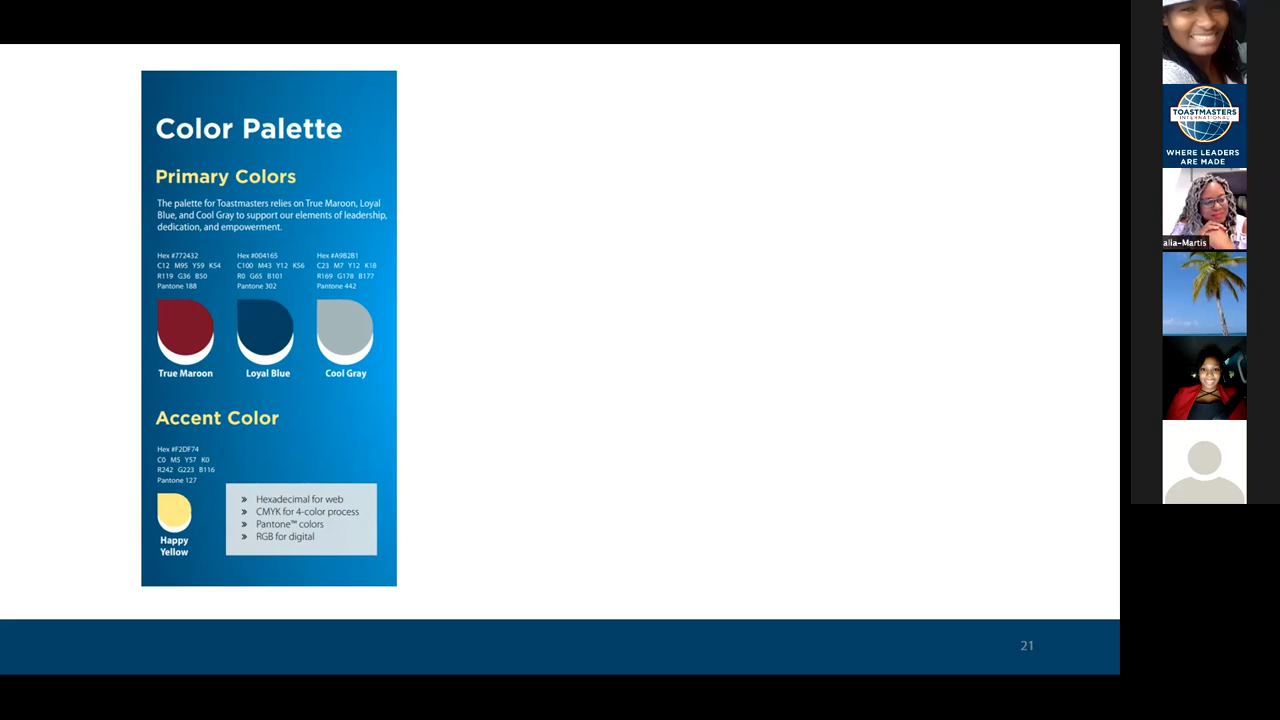 Color Palette
Primary Colors
The palette for Toastmasters relies on True Maroon, Loyal
Blue, and Cool Gray to support our elements of leadership,
dedication, and empowerment.
Hex #772432
C12 M95 Y59 K54
R119 G36 B50
Pantone 188
Hex #004165
C100 M43 Y12 K56
R0 G65 B101
Pantone 302
Hex #A9B2B1
C23 M7 Y12 K18
R169 G178 B177
Pantone 442
True Maroon
Loyal Blue
Cool Gray
Accent Color
Hex #F2DF74
C0 M5 Y57 K0
R242 G223 B116
Pantone 127
Happy
Yellow
» Hexadecimal for web
» CMYK for 4-color process
» Pantone™ colors
» RGB for digital
21
TOASTMASTERS
INTERNATIONAL
WHERE LEADERS
ARE MADE
alia-Martis